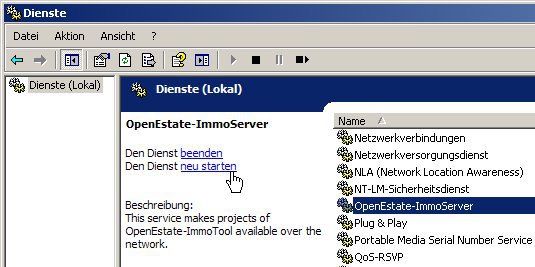 Dienste
Datei Aktion Ansicht ?
Dienste (Lokal)
Dienste (Lokal)
OpenEstate-ImmoServer
Den Dienst beenden
Den Dienst neu starten
Beschreibung:
This service makes projects of
OpenEstate-ImmoTool available over the
network.
Name
Netzwerkverbindungen
Netzwerkversorgungsdienst
NLA (Network Location Awareness)
NT-LM-Sicherheitsdienst
OpenEstate-ImmoServer
Plug & Play
Portable Media Serial Number Service
QoS-RSVP